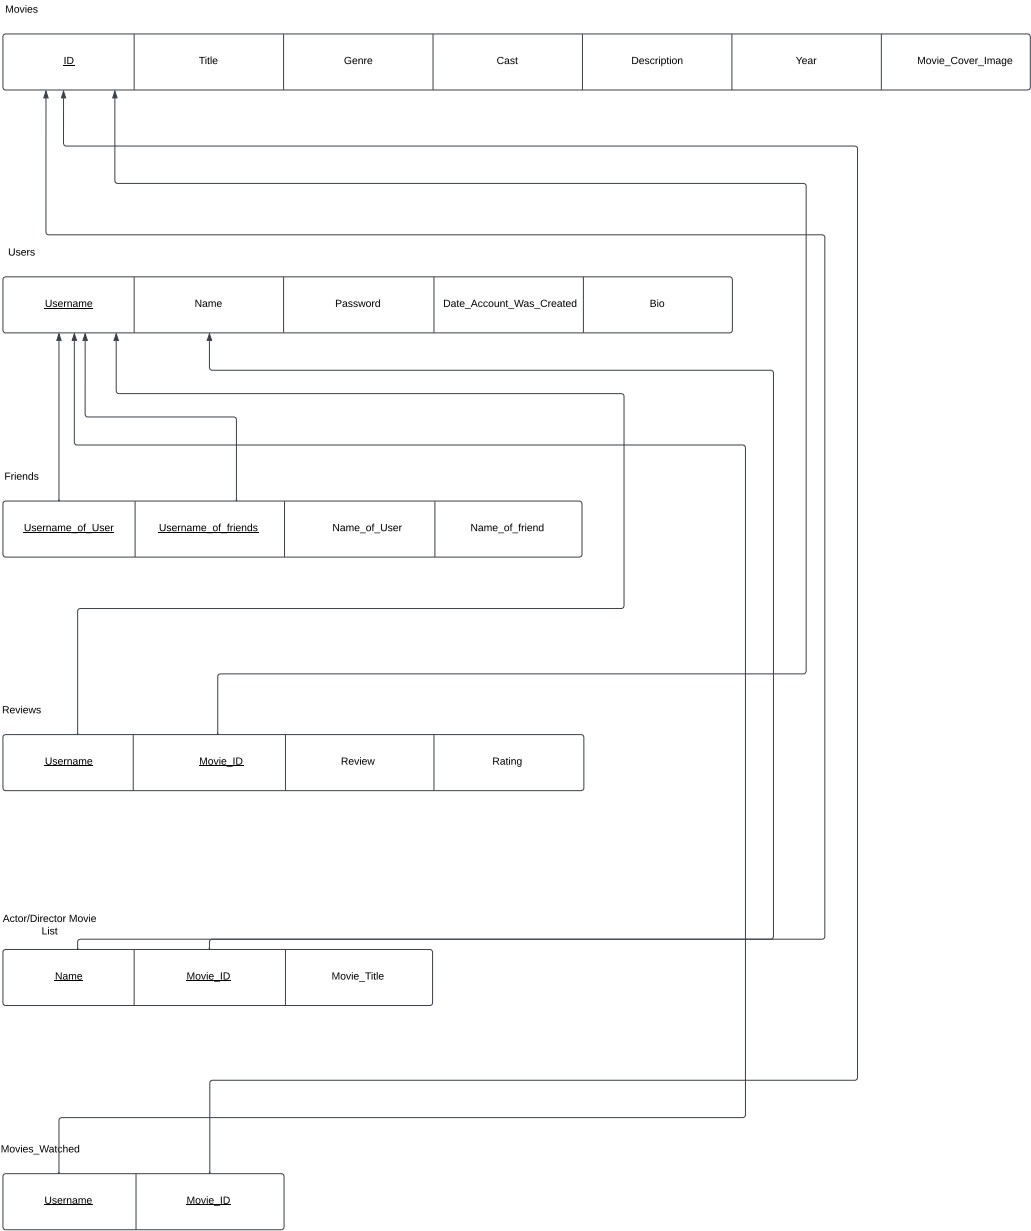 Movies
ID Title Genre Cast Description Year Movie_Cover_Image
Users
Username Name Password Date_Account_Was_Created Bio
Friends
Username_of_User Username_of_friends Name_of_User Name_of_friend
Reviews
Username Movie_ID Review Rating
Actor/Director Movie
List
Name Movie_ID Movie_Title
Movies_Watched
Username Movie_ID